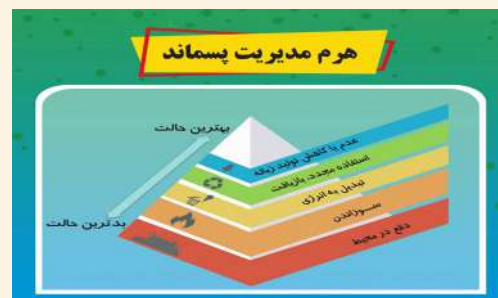 هرم مدیریت پسماند
بهترین حالت
عدم یا کاهش تولید زباله
استفاده مجدد، بازیافت
تبدیل به انرژی
سوزاندن
دفع در محیط
بدترین حالت